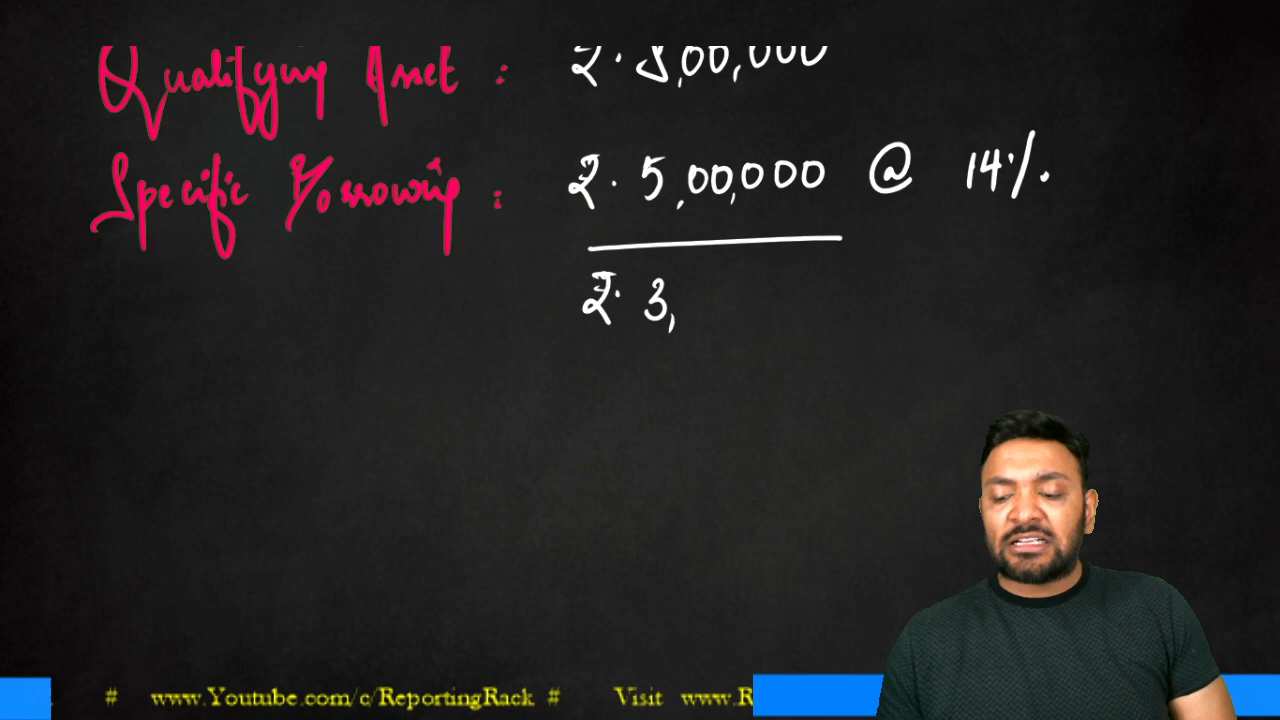 Qualifying Asset : ₹. 8,00,000
Specific Borrowing : ₹. 5,00,000 @ 14%.
₹. 3,
# www.Youtube.com/c/ReportingRack # Visit www.R